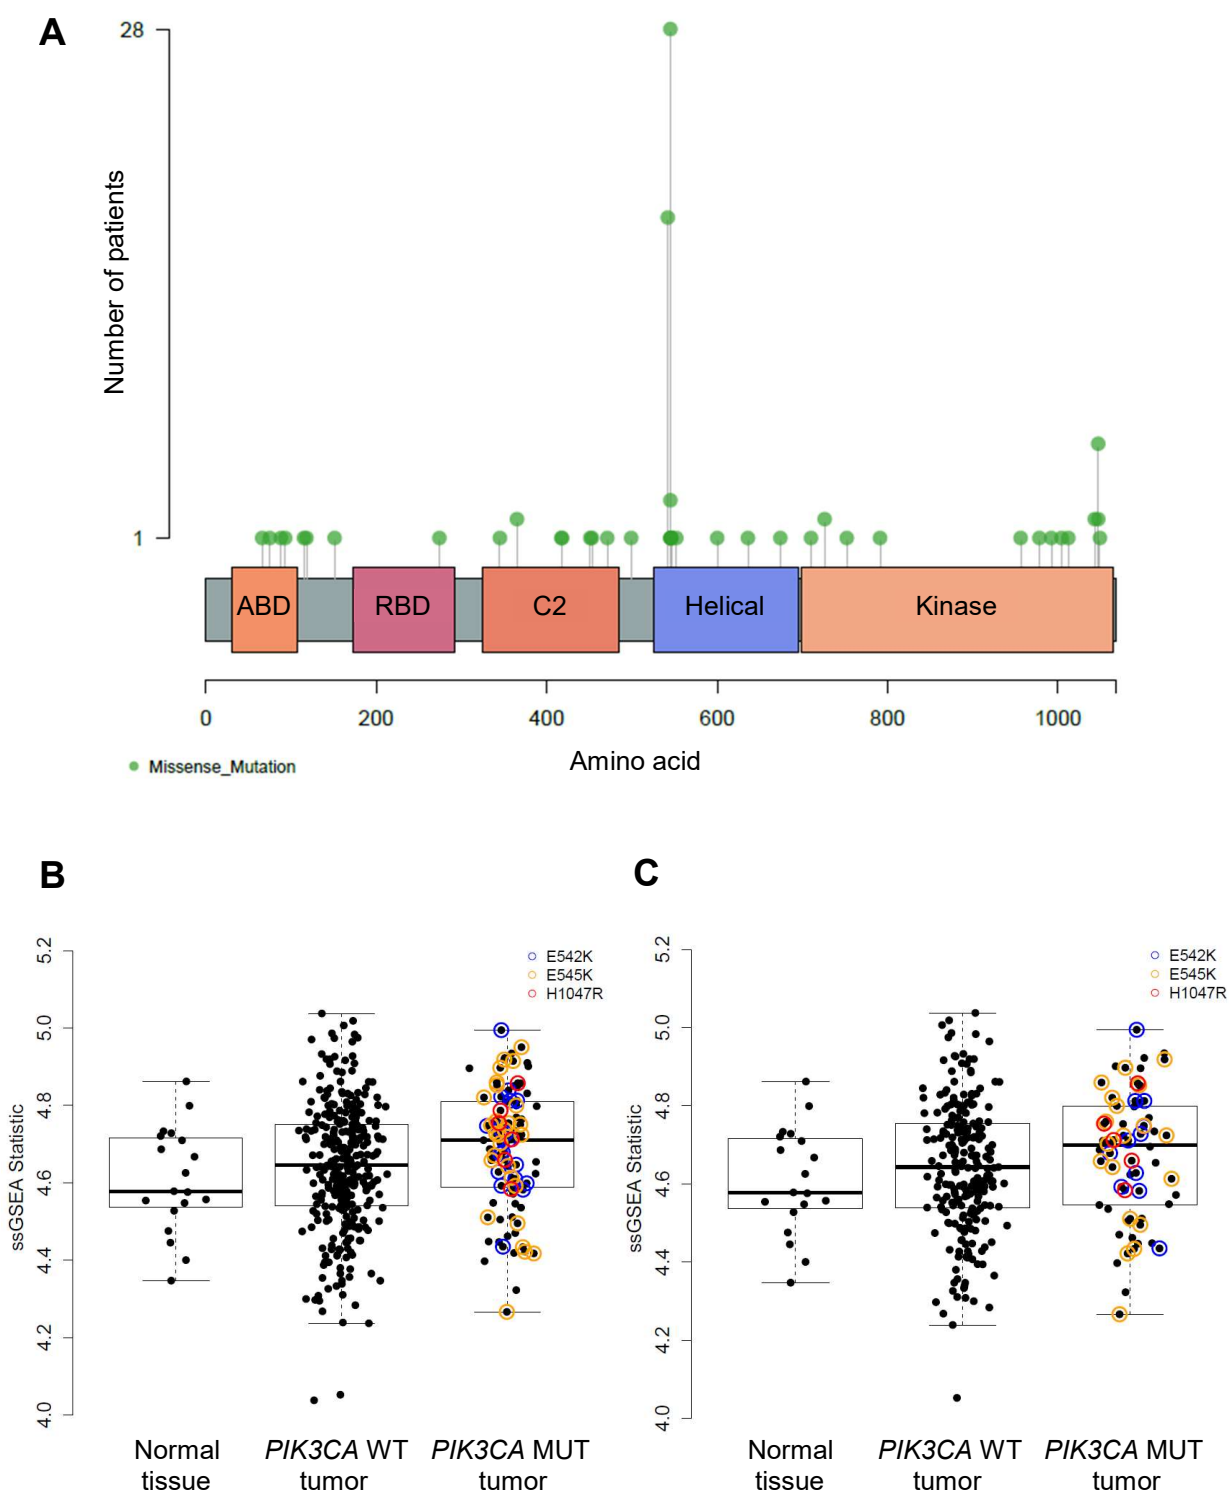 A
28
Number of patients
1
ABD
RBD
C2
Helical
Kinase
0 200 400 600 800 1000
Missense_Mutation
Amino acid
B
5.2
5.0
4.8
4.6
4.4
4.2
4.0
ssGSEA Statistic
E542K
E545K
H1047R
Normal tissue
PIK3CA WT tumor
PIK3CA MUT tumor
C
5.2
5.0
4.8
4.6
4.4
4.2
4.0
ssGSEA Statistic
E542K
E545K
H1047R
Normal tissue
PIK3CA WT tumor
PIK3CA MUT tumor